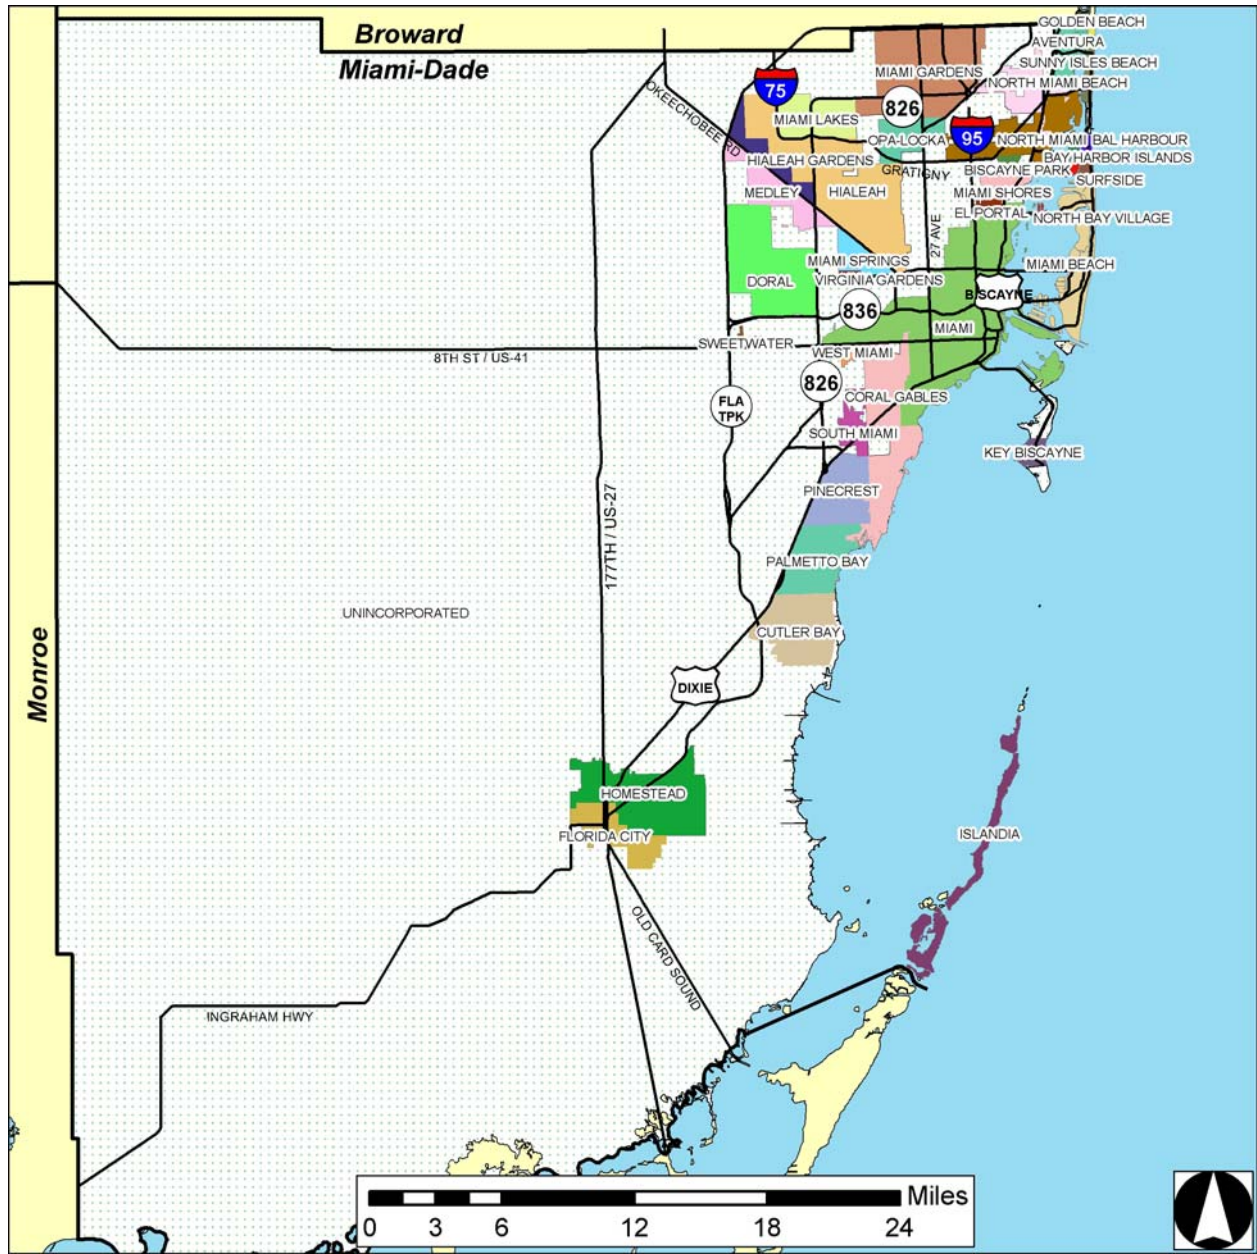 Broward
Miami-Dade
GOLDEN BEACH
AVENTURA
SUNNY ISLES BEACH
MIAMI GARDENS
NORTH MIAMI BEACH
75
826
OKEECHOBEE RD
MIAMI LAKES
OPA-LOCKA
95
NORTH MIAMI
BAL HARBOUR
HIALEAH GARDENS
BAY HARBOR ISLANDS
GRATIGNY
BISCAYNE PARK
SURFSIDE
MEDLEY
HIALEAH
MIAMI SHORES
EL PORTAL
NORTH BAY VILLAGE
27 AVE
MIAMI SPRINGS
MIAMI BEACH
DORAL
VIRGINIA GARDENS
BISCAYNE
836
MIAMI
SWEETWATER
WEST MIAMI
8TH ST / US-41
826
FLA
TPK
CORAL GABLES
SOUTH MIAMI
KEY BISCAYNE
PINECREST
177TH / US-27
PALMETTO BAY
UNINCORPORATED
CUTLER BAY
Monroe
DIXIE
HOMESTEAD
FLORIDA CITY
ISLANDIA
OLD CARD SOUND
INGRAHAM HWY
Miles
0 3 6 12 18 24